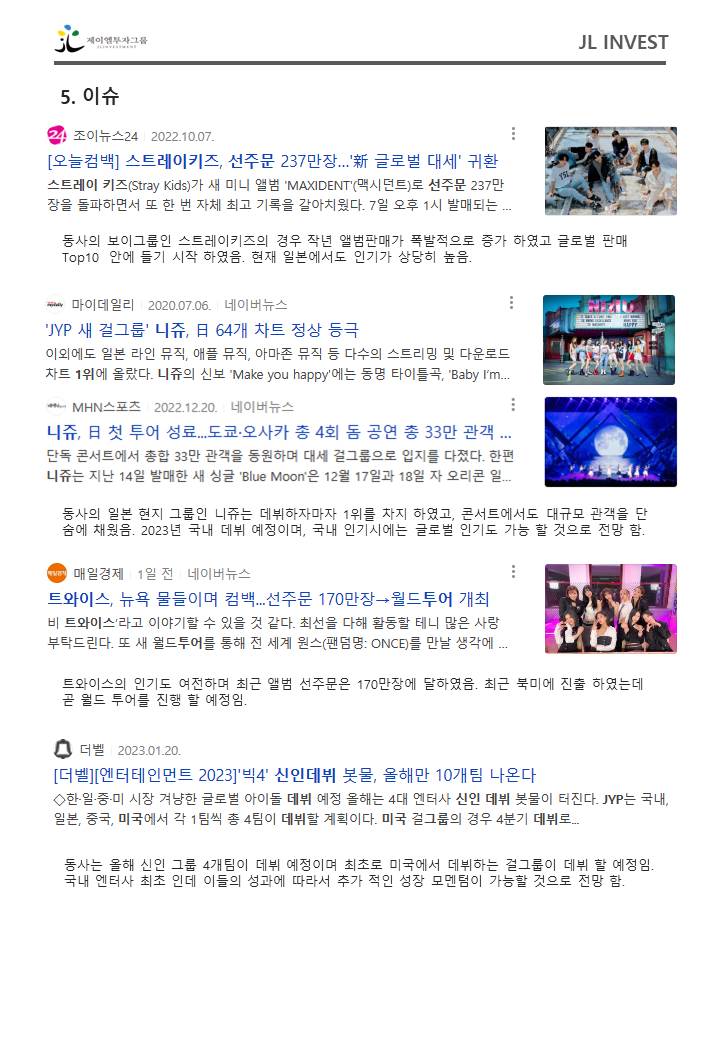 제이엘투자그룹
JLINVESTMENT
JL INVEST
5. 이슈
24 조이뉴스24 2022.10.07.
[오늘컴백] 스트레이키즈, 선주문 237만장...'新 글로벌 대세' 귀환
스트레이 키즈(Stray Kids)가 새 미니 앨범 'MAXIDENT'(맥시던트)로 선주문 237만
장을 돌파하면서 또 한 번 자체 최고 기록을 갈아치웠다. 7일 오후 1시 발매되는 ...
동사의 보이그룹인 스트레이키즈의 경우 작년 앨범판매가 폭발적으로 증가 하였고 글로벌 판매
Top10 안에 들기 시작 하였음. 현재 일본에서도 인기가 상당히 높음.
마이데일리 2020.07.06. 네이버뉴스
'JYP 새 걸그룹' 니쥬, 日 64개 차트 정상 등극
이외에도 일본 라인 뮤직, 애플 뮤직, 아마존 뮤직 등 다수의 스트리밍 및 다운로드
차트 1위에 올랐다. 니쥬의 신보 'Make you happy'에는 동명 타이틀곡, 'Baby I'm...
NIZIU
HAPPY
MHN스포츠 2022.12.20. 네이버뉴스
니쥬, 日 첫 투어 성료...도쿄·오사카 총 4회 돔 공연 총 33만 관객 ...
단독 콘서트에서 총합 33만 관객을 동원하며 대세 걸그룹으로 입지를 다졌다. 한편
니쥬는 지난 14일 발매한 새 싱글 'Blue Moon'은 12월 17일과 18일 자 오리콘 일...
동사의 일본 현지 그룹인 니쥬는 데뷔하자마자 1위를 차지 하였고, 콘서트에서도 대규모 관객을 단
숨에 채웠음. 2023년 국내 데뷔 예정이며, 국내 인기시에는 글로벌 인기도 가능 할 것으로 전망 함.
매일경제 매일경제 1일 전 네이버뉴스
트와이스, 뉴욕 물들이며 컴백...선주문 170만장→월드투어 개최
비 트와이스'라고 이야기할 수 있을 것 같다. 최선을 다해 활동할 테니 많은 사랑
부탁드린다. 또 새 월드투어를 통해 전 세계 원스(팬덤명: ONCE)를 만날 생각에 ...
트와이스의 인기도 여전하며 최근 앨범 선주문은 170만장에 달하였음. 최근 북미에 진출 하였는데
곧 월드 투어를 진행 할 예정임.
더벨 2023.01.20.
[더벨][엔터테인먼트 2023]'빅4' 신인데뷔 봇물, 올해만 10개팀 나온다
◇한·일·중·미 시장 겨냥한 글로벌 아이돌 데뷔 예정 올해는 4대 엔터사 신인 데뷔 봇물이 터진다. JYP는 국내,
일본, 중국, 미국에서 각 1팀씩 총 4팀이 데뷔할 계획이다. 미국 걸그룹의 경우 4분기 데뷔로...
동사는 올해 신인 그룹 4개팀이 데뷔 예정이며 최초로 미국에서 데뷔하는 걸그룹이 데뷔 할 예정임.
국내 엔터사 최초 인데 이들의 성과에 따라서 추가 적인 성장 모멘텀이 가능할 것으로 전망 함.